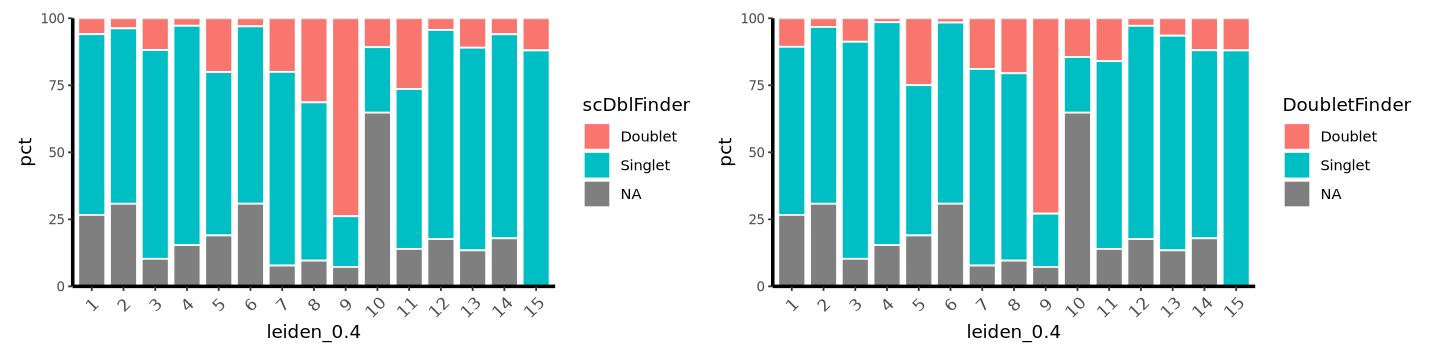 100
75
50
25
0
pct
1 2 3 4 5 6 7 8 9 10 11 12 13 14 15
leiden_0.4
scDblFinder
Doublet
Singlet
NA
100
75
50
25
0
pct
1 2 3 4 5 6 7 8 9 10 11 12 13 14 15
leiden_0.4
DoubletFinder
Doublet
Singlet
NA